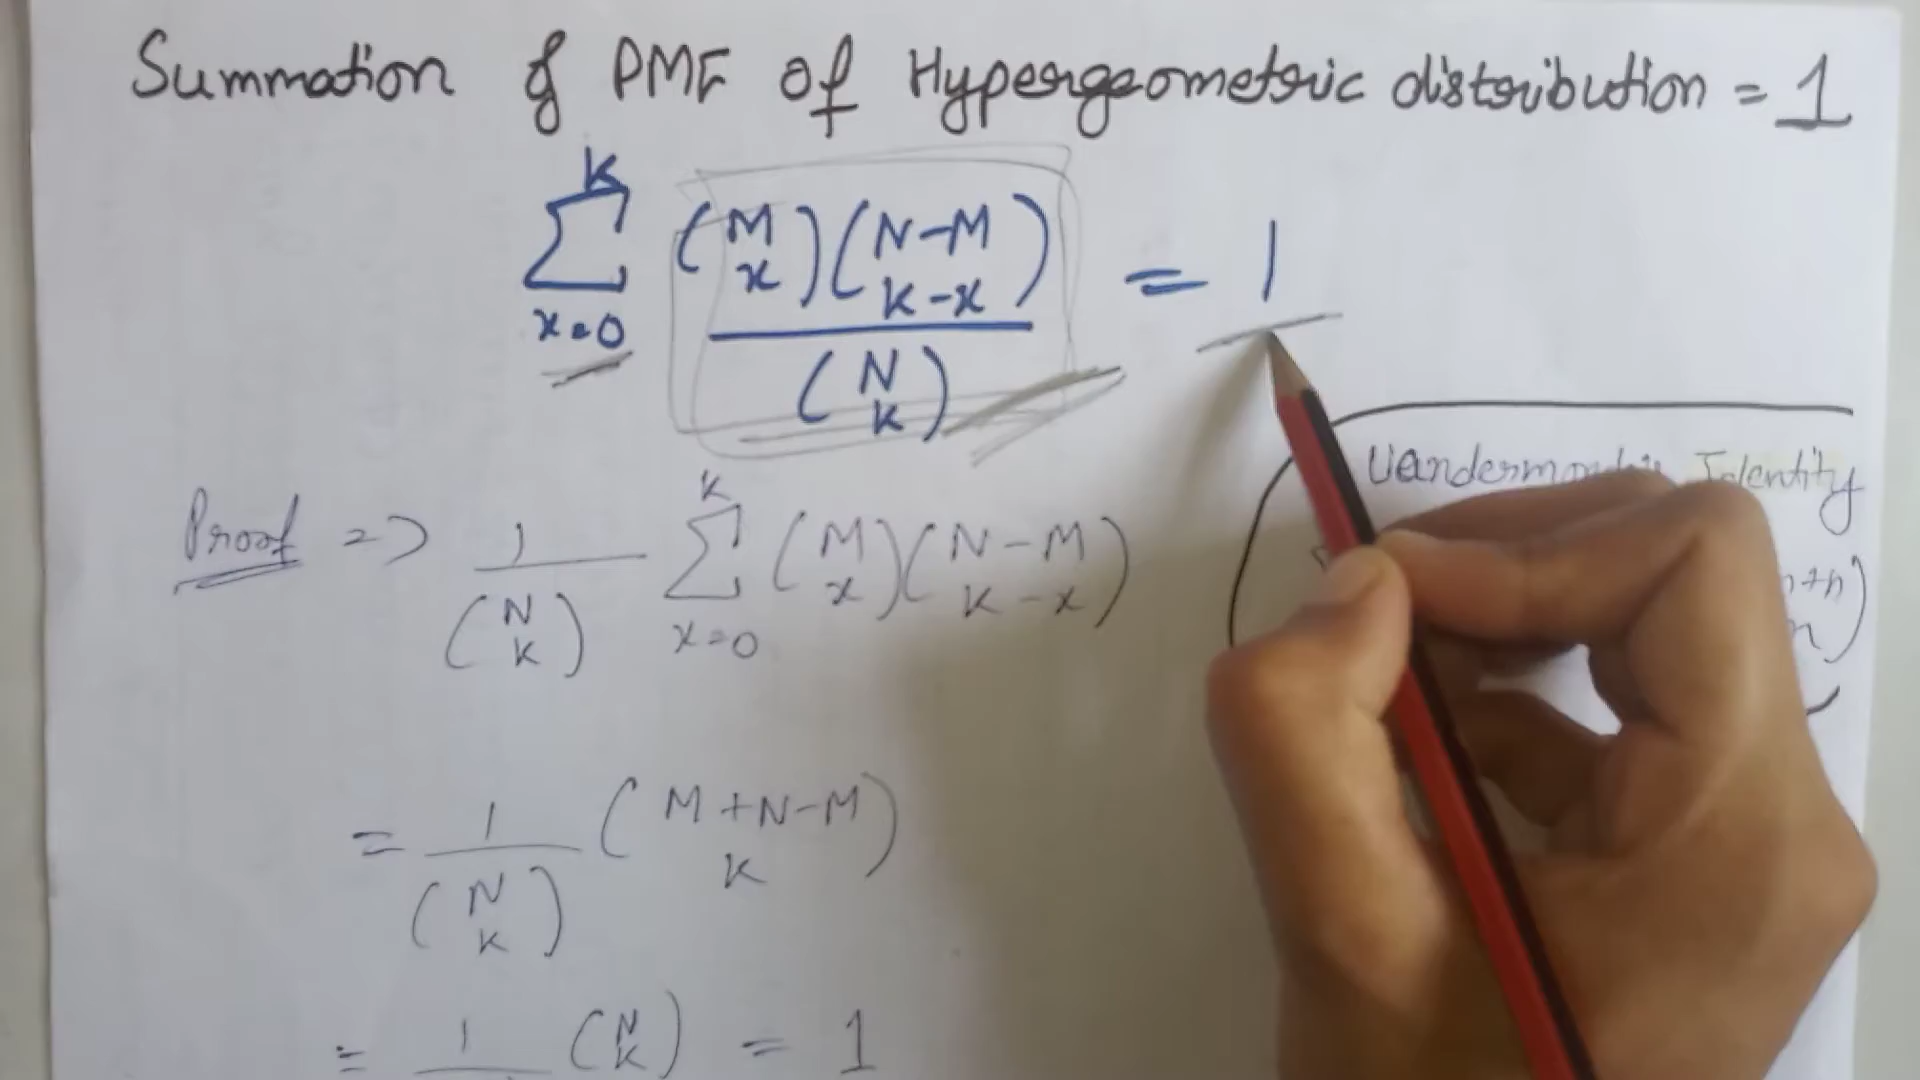 Summation of PMF of Hypergeometric distribution = 1
K
∑ (M x)(N-M K-x) / (N K) = 1
x=0
Vandermonde's Identity
Proof => 1/(N K) ∑ K x=0 (M x)(N-M K-x)
+n
= 1/(N K) (M+N-M K)
= 1 (N K) = 1